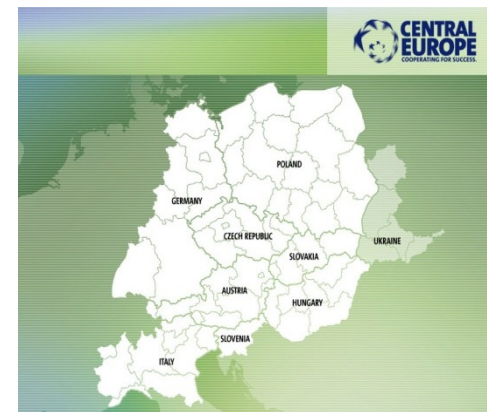 CENTRAL
EUROPE
COOPERATING FOR SUCCESS.
POLAND
GERMANY
CZECH REPUBLIC
UKRAINE
SLOVAKIA
AUSTRIA
HUNGARY
SLOVENIA
ITALY